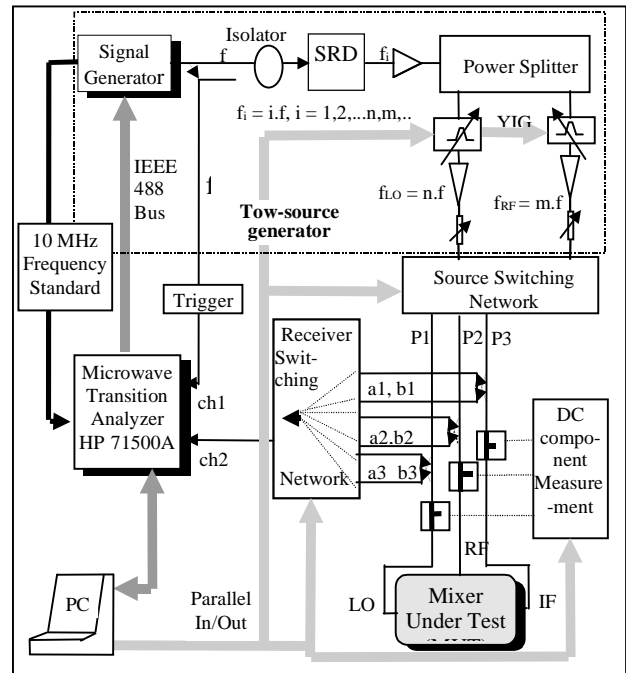 Signal
Generator
f
Isolator
SRD
fi
Power Splitter
fi = i.f, i = 1,2,...n,m,..
YIG
IEEE
488
Bus
f
Tow-source
generator
fLO = n.f
fRF = m.f
10 MHz
Frequency
Standard
Trigger
Source Switching
Network
P1 P2 P3
Receiver
Swit-
ching
Network
Microwave
Transition
Analyzer
HP 71500A
ch1
ch2
a1, b1
a2.b2
a3 b3
DC
compo-
nent
Measure
-ment
RF
LO
IF
Mixer
Under Test
(MUT)
PC
Parallel
In/Out